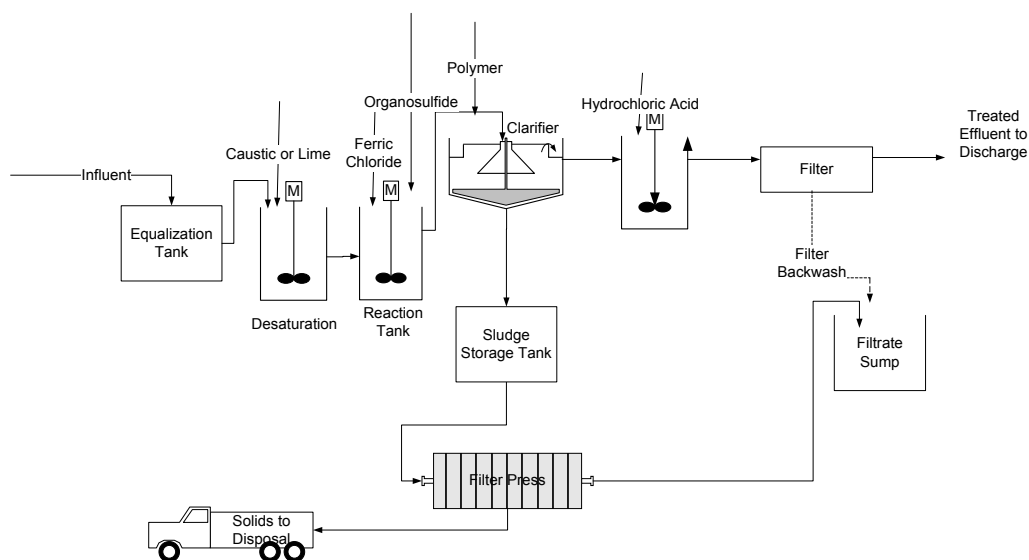 Polymer
Organosulfide
Hydrochloric Acid
Treated
Effluent to
Discharge
Clarifier
M
Caustic or Lime
Ferric
Chloride
Influent
M
M
Filter
Equalization
Tank
Filter
Backwash
Desaturation
Reaction
Tank
Sludge
Storage Tank
Filtrate
Sump
Filter Press
Solids to
Disposal